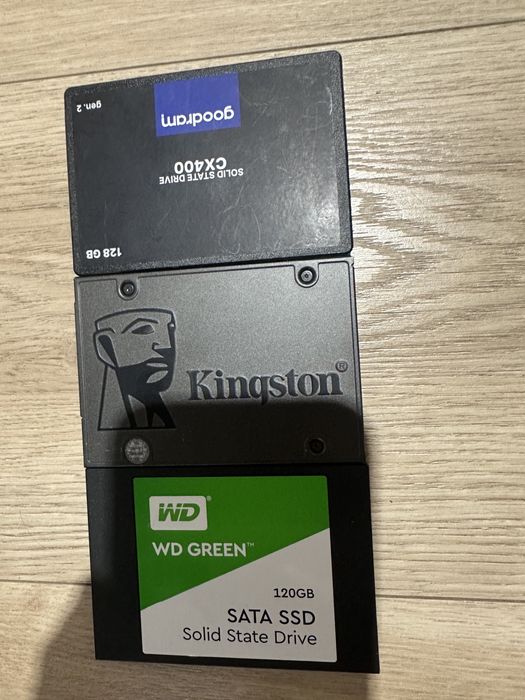 goodram
SOLID STATE DRIVE
CX400
128 GB
gen. 2
Kingston®
WD®
WD GREEN™
120GB
SATA SSD
Solid State Drive